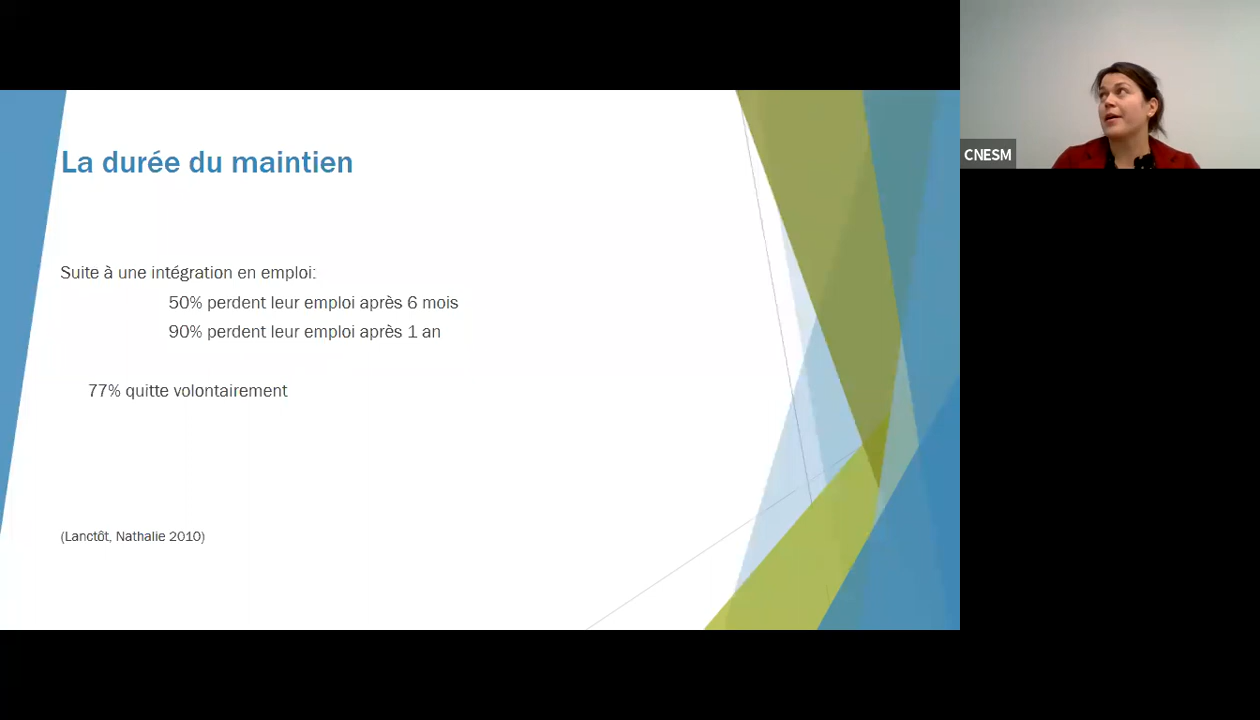 La durée du maintien
Suite à une intégration en emploi:
50% perdent leur emploi après 6 mois
90% perdent leur emploi après 1 an
77% quitte volontairement
(Lanctôt, Nathalie 2010)
CNESM